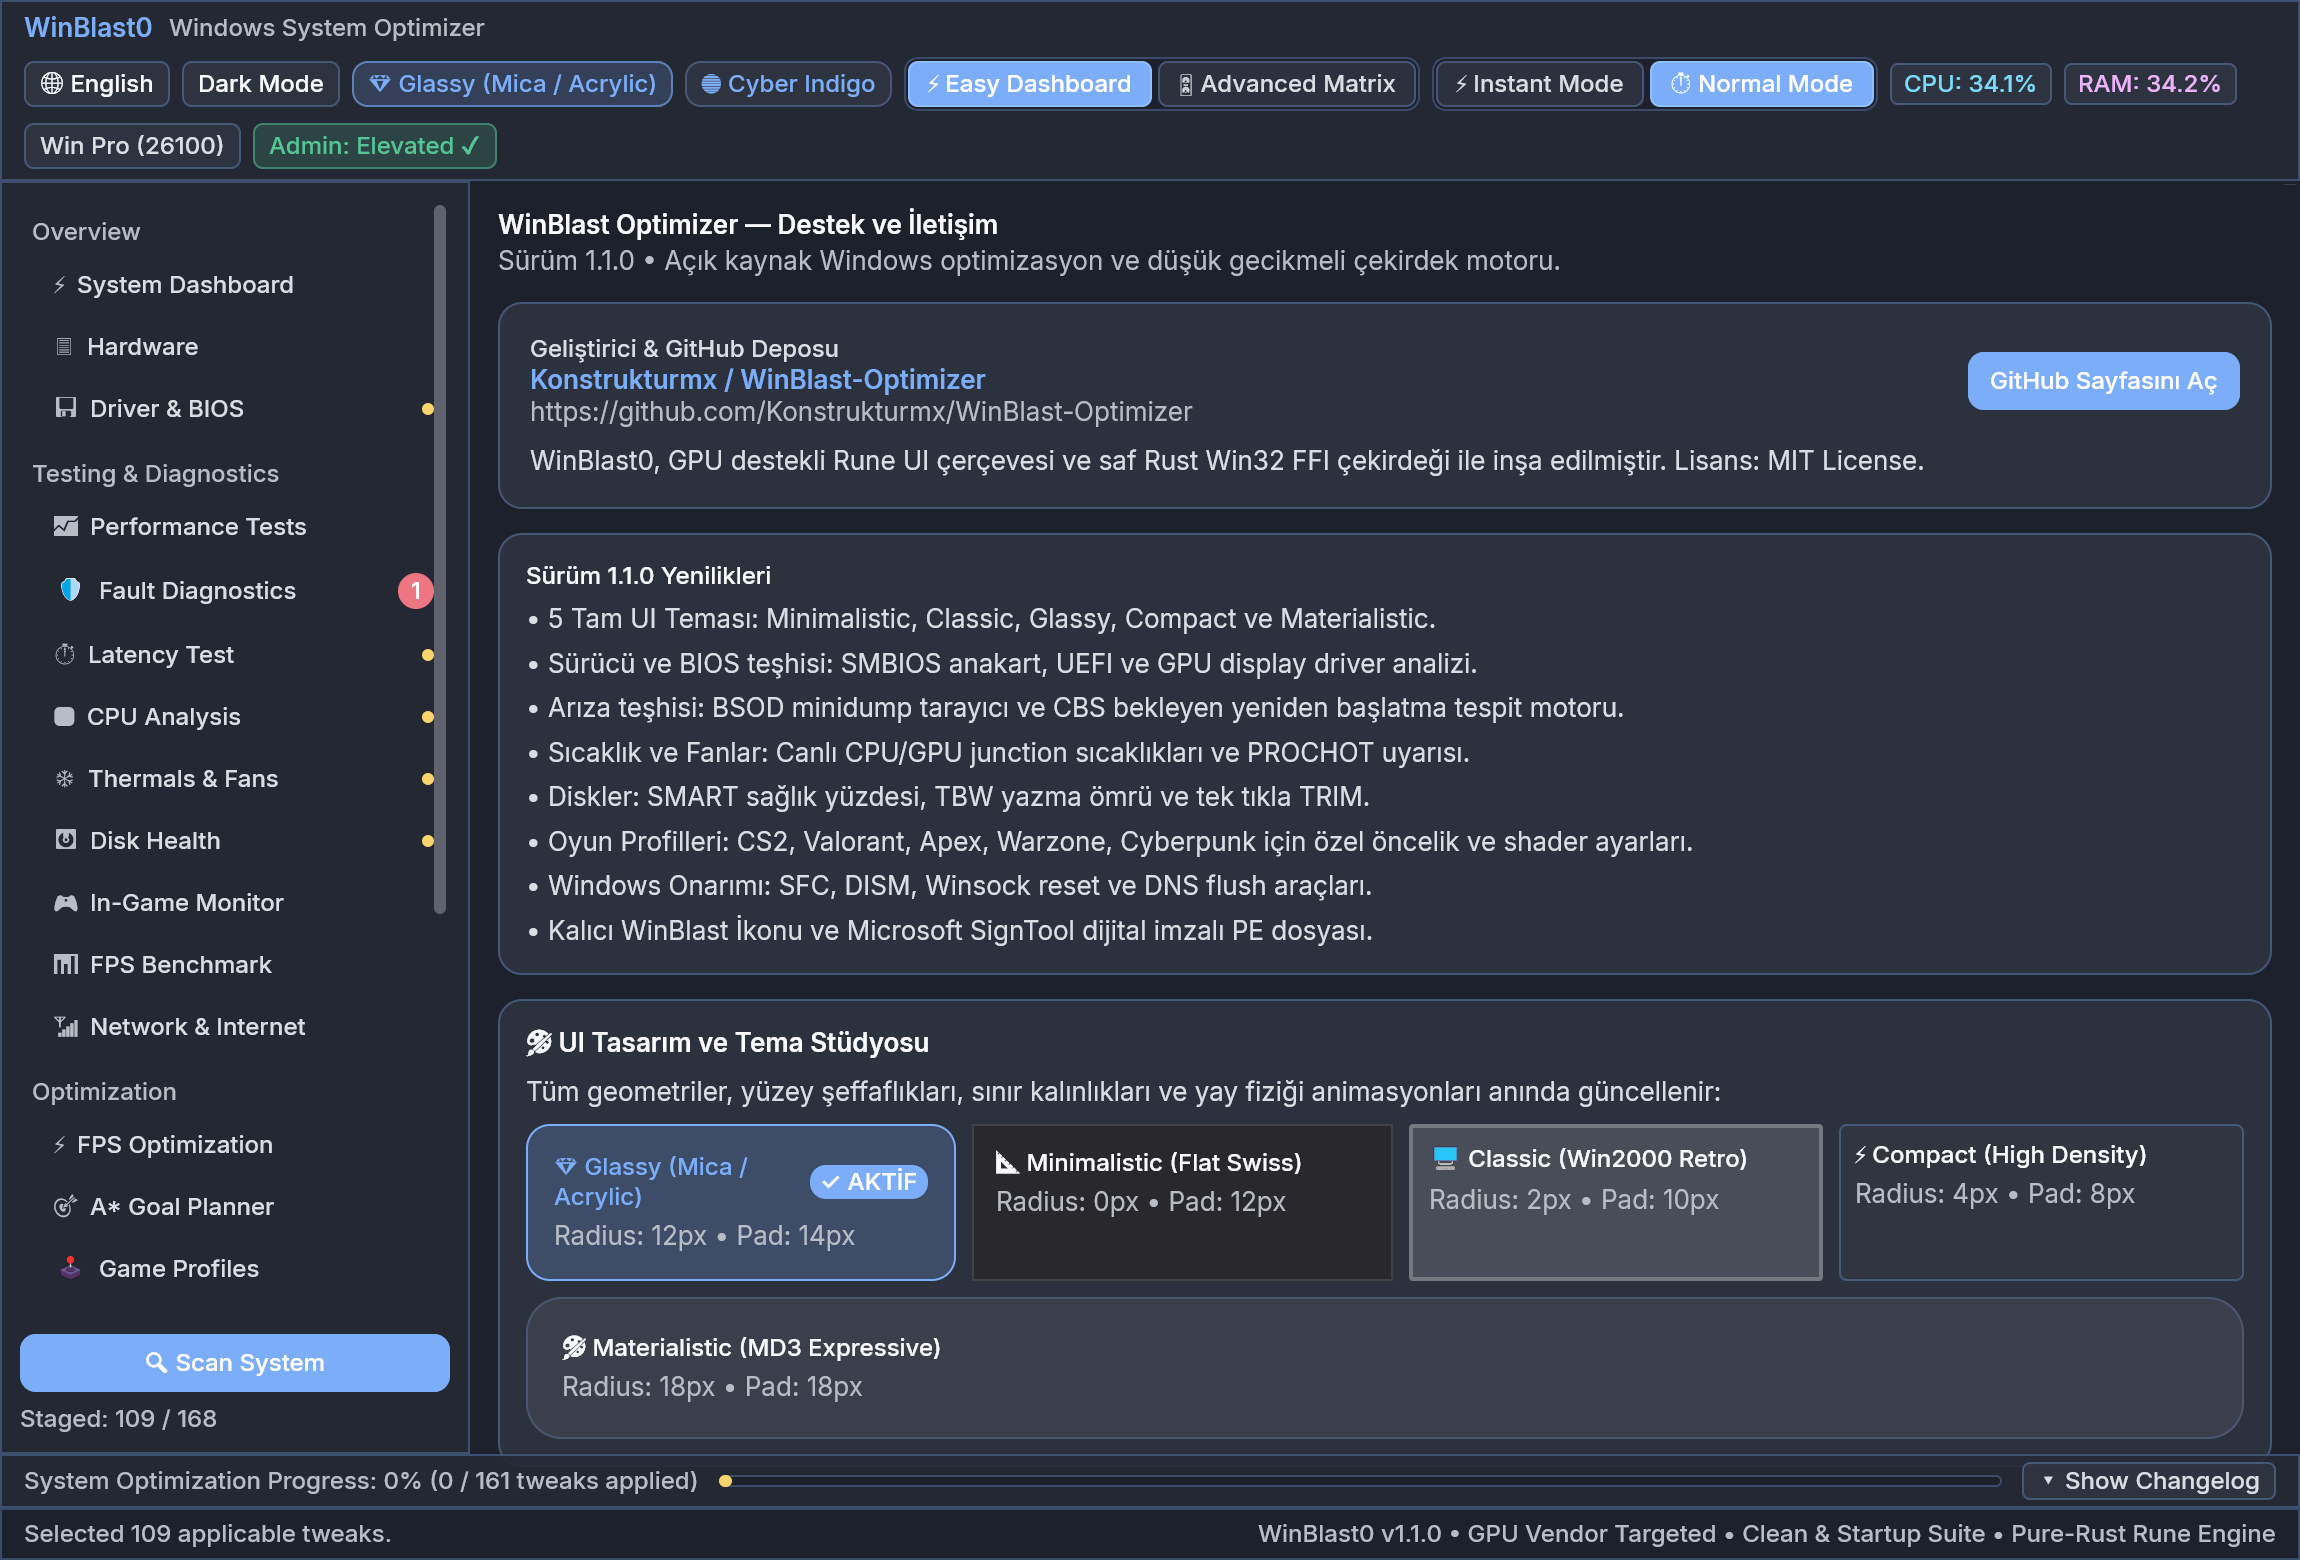 WinBlast0 Windows System Optimizer
English
Dark Mode
Glassy (Mica / Acrylic)
Cyber Indigo
⚡Easy Dashboard
Advanced Matrix
⚡Instant Mode
⏱ Normal Mode
CPU: 34.1%
RAM: 34.2%
Win Pro (26100)
Admin: Elevated ✓
Overview
⚡ System Dashboard
Hardware
Driver & BIOS
Testing & Diagnostics
Performance Tests
Fault Diagnostics 1
Latency Test
CPU Analysis
Thermals & Fans
Disk Health
In-Game Monitor
FPS Benchmark
Network & Internet
Optimization
⚡ FPS Optimization
A* Goal Planner
Game Profiles
Scan System
Staged: 109 / 168
WinBlast Optimizer — Destek ve İletişim
Sürüm 1.1.0 • Açık kaynak Windows optimizasyon ve düşük gecikmeli çekirdek motoru.
Geliştirici & GitHub Deposu
Konstrukturmx / WinBlast-Optimizer
https://github.com/Konstrukturmx/WinBlast-Optimizer
GitHub Sayfasını Aç
WinBlast0, GPU destekli Rune UI çerçevesi ve saf Rust Win32 FFI çekirdeği ile inşa edilmiştir. Lisans: MIT License.
Sürüm 1.1.0 Yenilikleri
• 5 Tam UI Teması: Minimalistic, Classic, Glassy, Compact ve Materialistic.
• Sürücü ve BIOS teşhisi: SMBIOS anakart, UEFI ve GPU display driver analizi.
• Arıza teşhisi: BSOD minidump tarayıcı ve CBS bekleyen yeniden başlatma tespit motoru.
• Sıcaklık ve Fanlar: Canlı CPU/GPU junction sıcaklıkları ve PROCHOT uyarısı.
• Diskler: SMART sağlık yüzdesi, TBW yazma ömrü ve tek tıkla TRIM.
• Oyun Profilleri: CS2, Valorant, Apex, Warzone, Cyberpunk için özel öncelik ve shader ayarları.
• Windows Onarımı: SFC, DISM, Winsock reset ve DNS flush araçları.
• Kalıcı WinBlast İkonu ve Microsoft SignTool dijital imzalı PE dosyası.
UI Tasarım ve Tema Stüdyosu
Tüm geometriler, yüzey şeffaflıkları, sınır kalınlıkları ve yay fiziği animasyonları anında güncellenir:
Glassy (Mica /
Acrylic)
✓ AKTİF
Radius: 12px • Pad: 14px
Minimalistic (Flat Swiss)
Radius: 0px • Pad: 12px
Classic (Win2000 Retro)
Radius: 2px • Pad: 10px
⚡Compact (High Density)
Radius: 4px • Pad: 8px
Materialistic (MD3 Expressive)
Radius: 18px • Pad: 18px
System Optimization Progress: 0% (0 / 161 tweaks applied)
▼ Show Changelog
Selected 109 applicable tweaks.
WinBlast0 v1.1.0 • GPU Vendor Targeted • Clean & Startup Suite • Pure-Rust Rune Engine